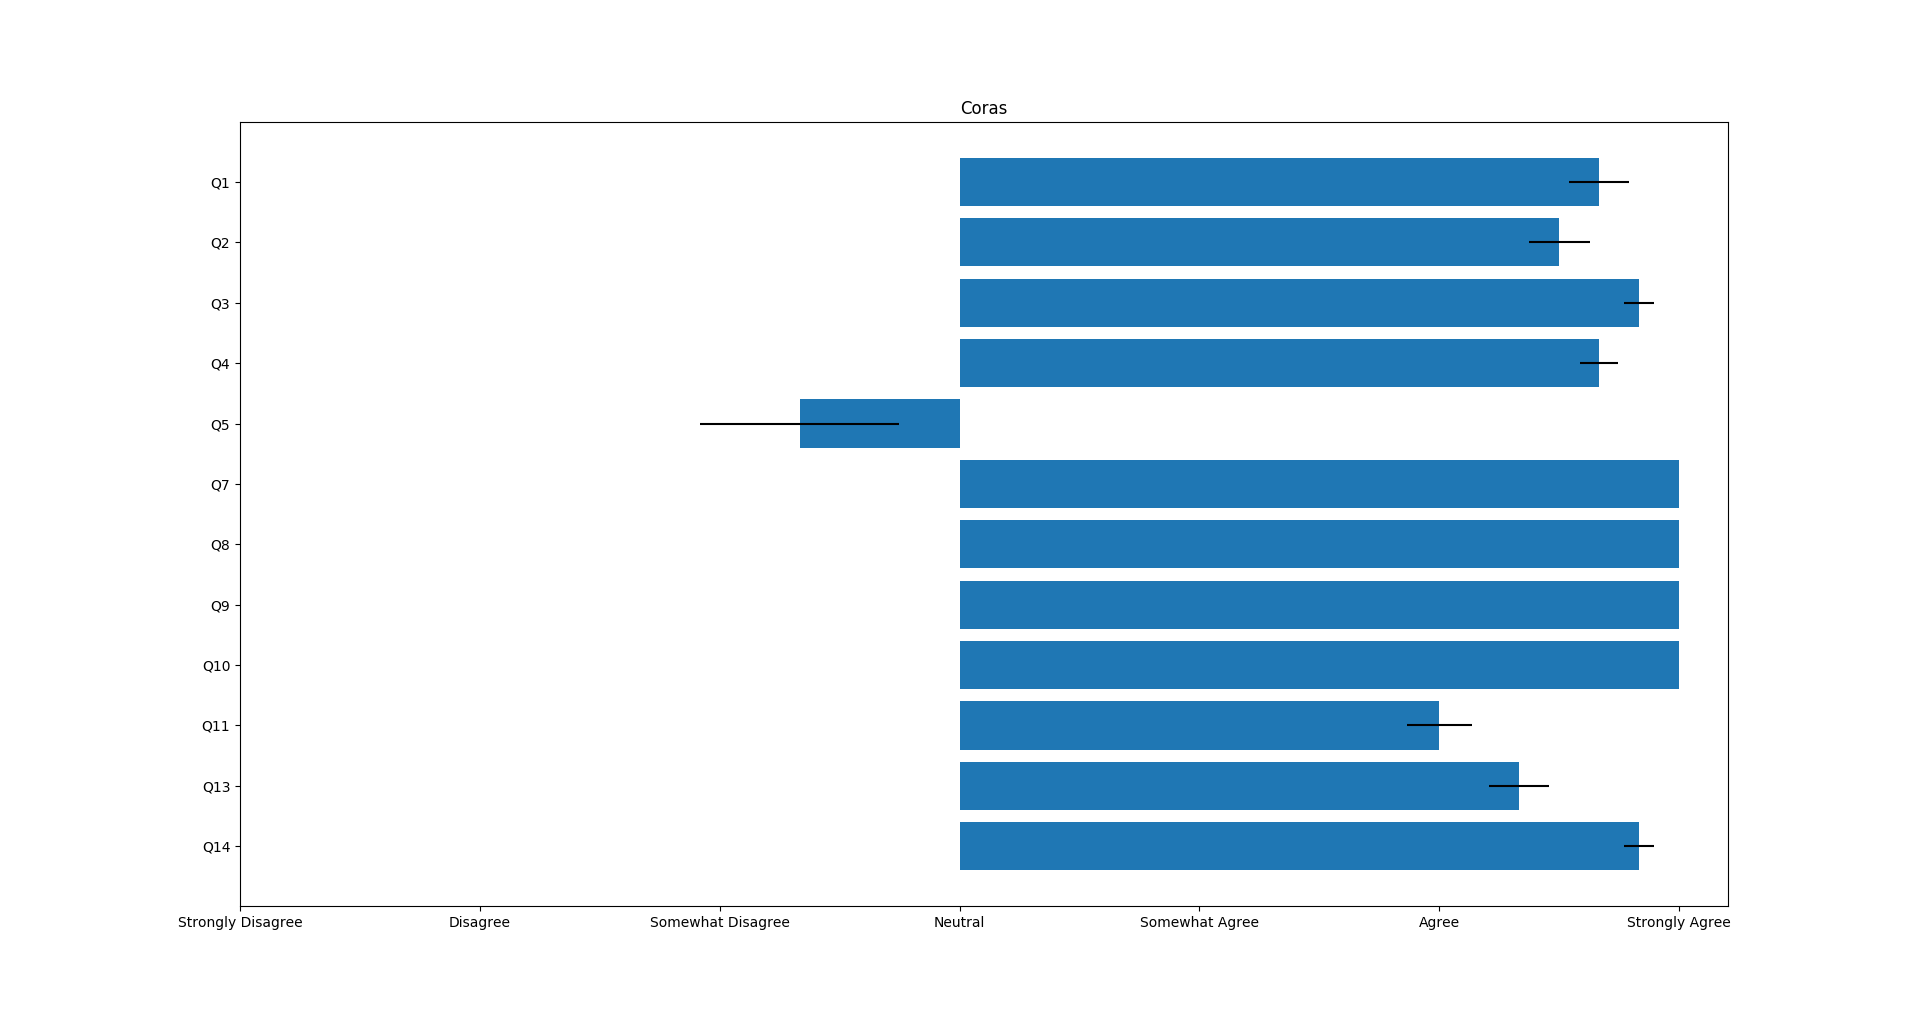 Coras
Q1
Q2
Q3
Q4
Q5
Q7
Q8
Q9
Q10
Q11
Q13
Q14
Strongly Disagree Disagree Somewhat Disagree Neutral Somewhat Agree Agree Strongly Agree